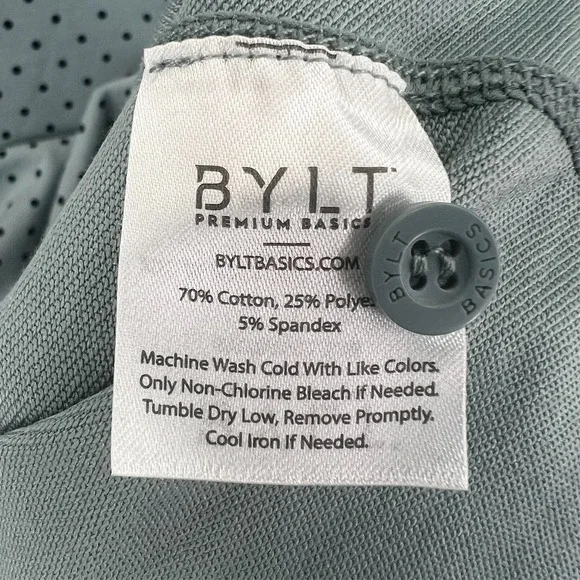 BYLT
PREMIUM BASICS
BYLTBASICS.COM
70% Cotton, 25%
5% Spandex
Machine Wash Cold With Like Colors.
Only Non-Chlorine Bleach If Needed.
Tumble Dry Low, Remove Promptly.
Cool Iron If Needed.
BYLT
BASICS